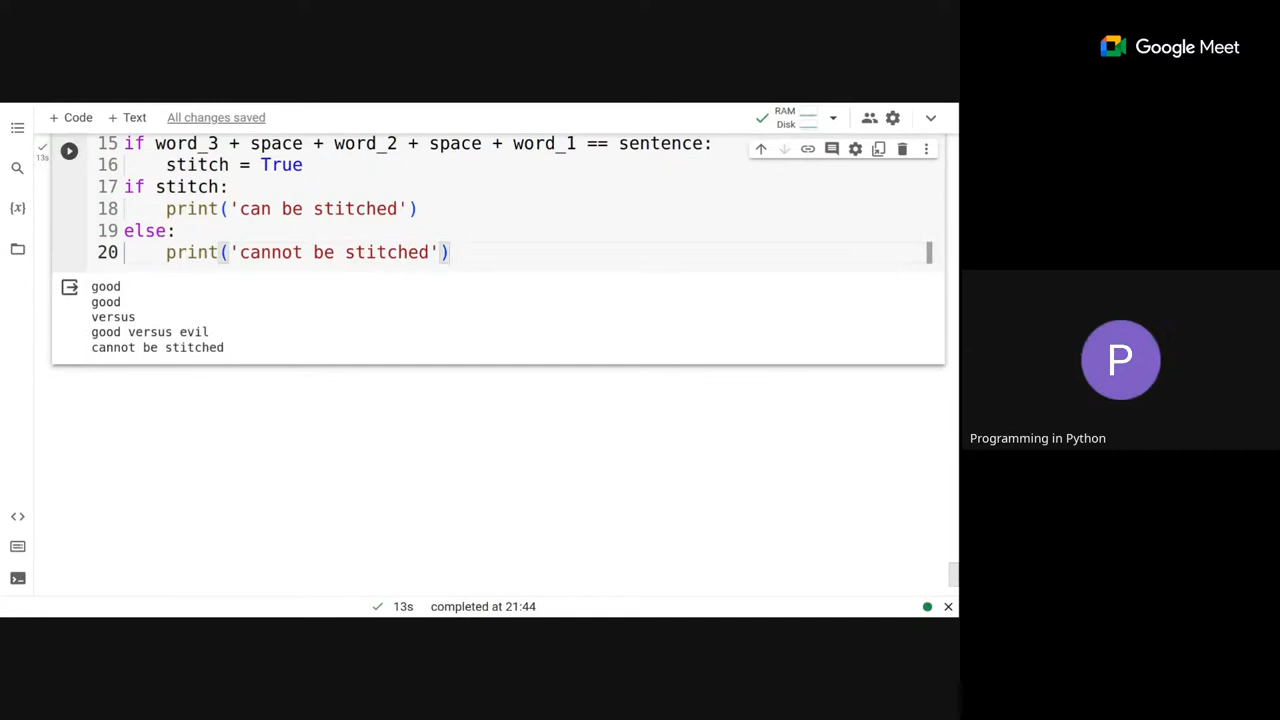 Google Meet
+ Code + Text All changes saved
RAM
Disk
13s
15 if word_3 + space + word_2 + space + word_1 == sentence:
16 stitch = True
17 if stitch:
18 print('can be stitched')
19 else:
20 print('cannot be stitched')
{x}
good
good
versus
good versus evil
cannot be stitched
P
Programming in Python
13s completed at 21:44